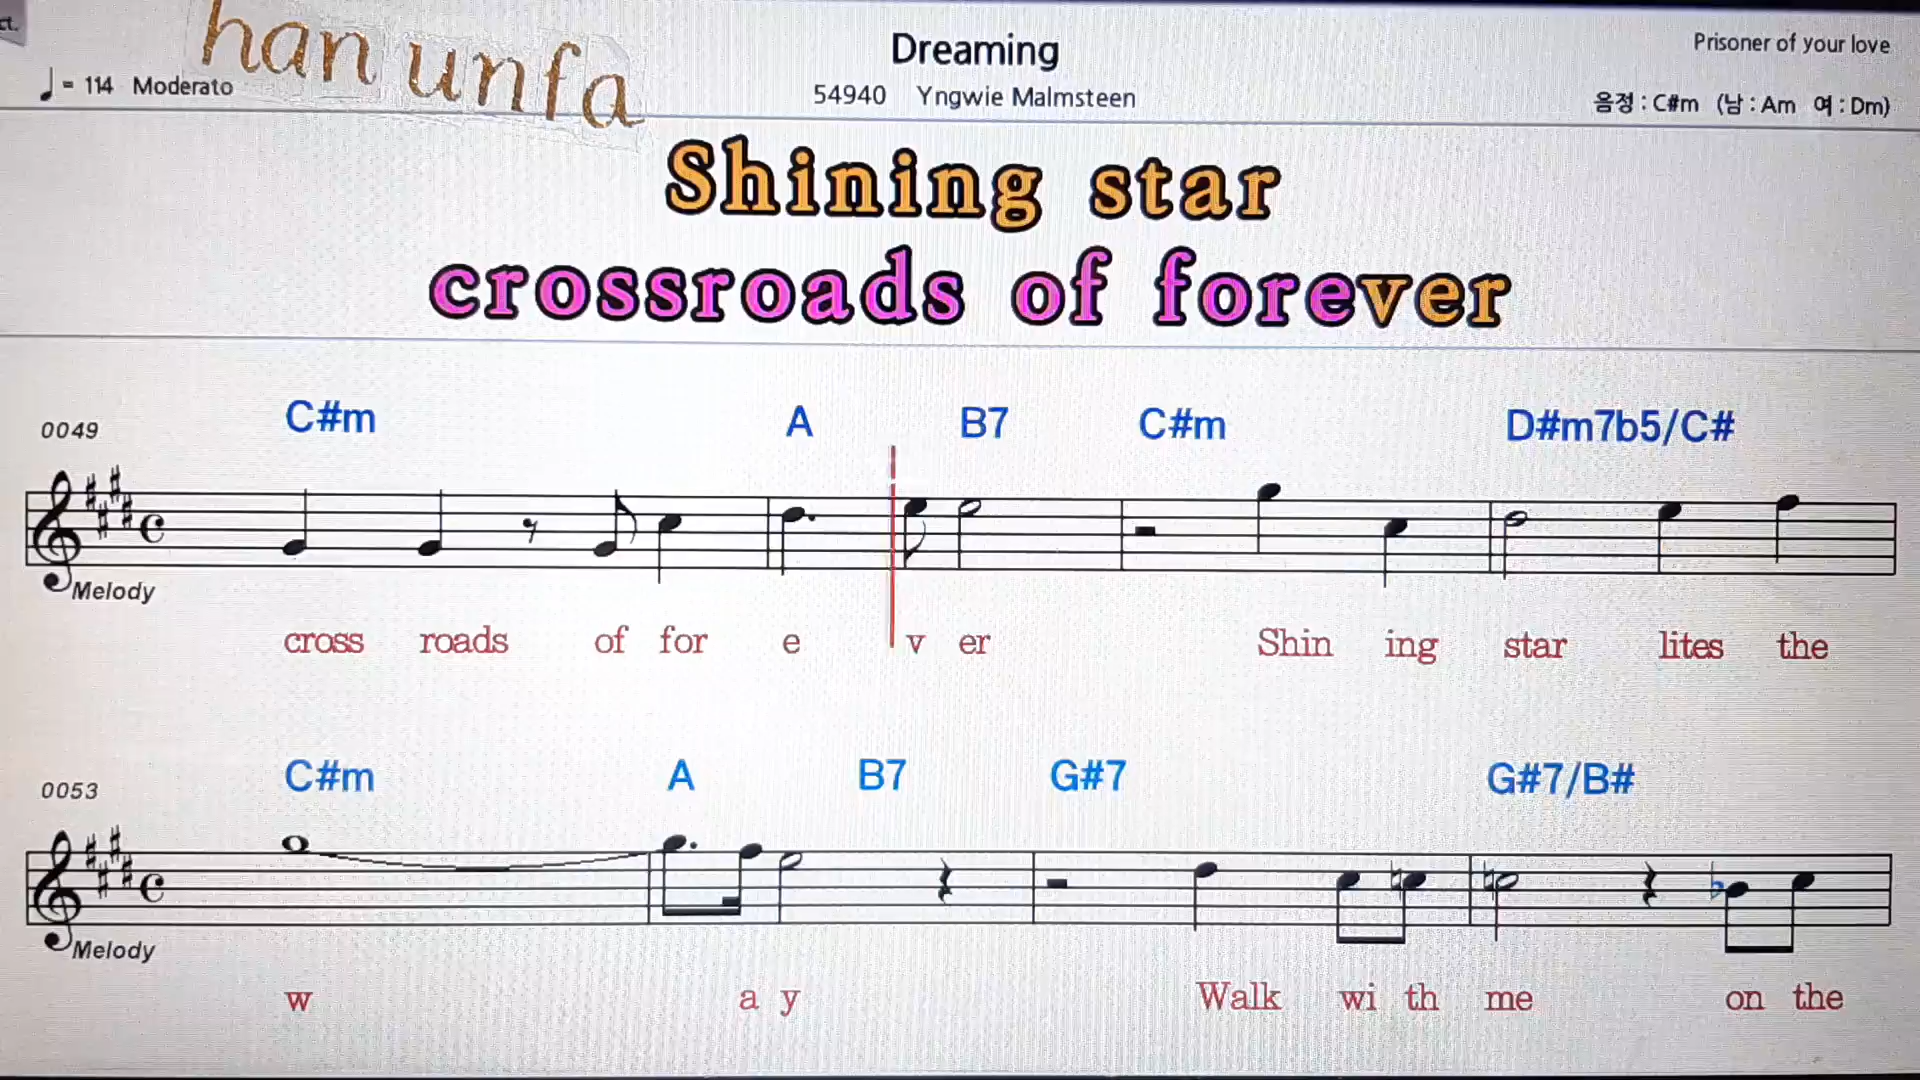 ct.
han unfa
Dreaming
Prisoner of your love
= 114 Moderato
54940 Yngwie Malmsteen
음정 : C#m (남 : Am 여 : Dm)
Shining star
crossroads of forever
C#m A B7 C#m D#m7b5/C#
0049
Melody
cross roads of for e v er Shin ing star lites the
C#m A B7 G#7 G#7/B#
0053
Melody
w a y Walk wi th me on the